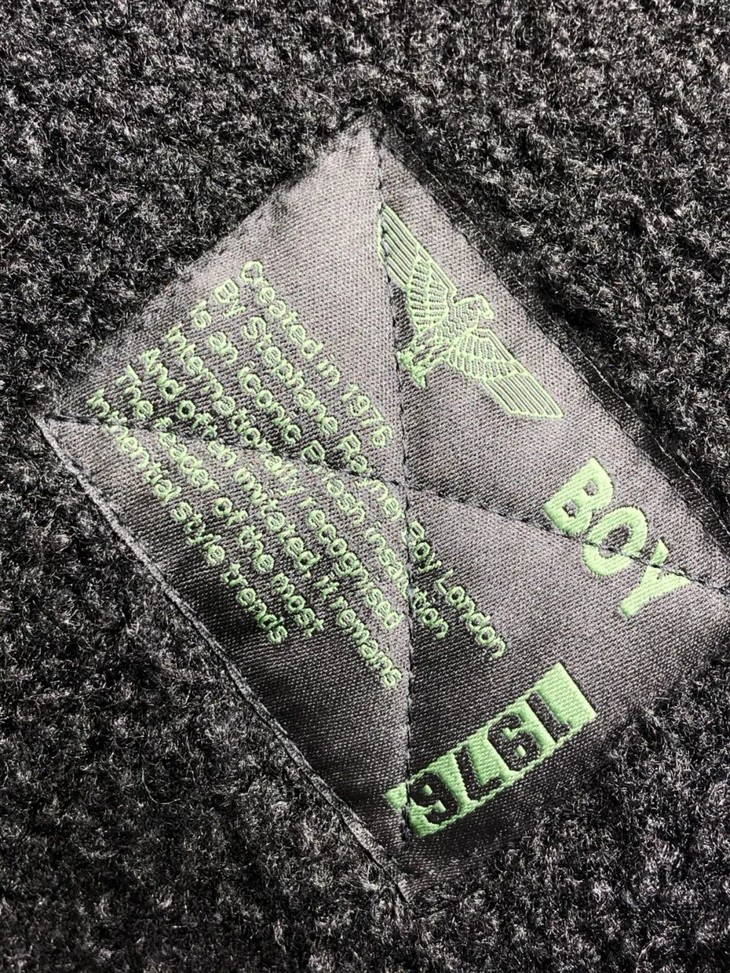 BOY
Created in 1976
By Stephane Raynor, Boy London
Is an Iconic British institution
Internationally recognised
And often imitated, it remains
The leader of the most
Influential style trends
1976